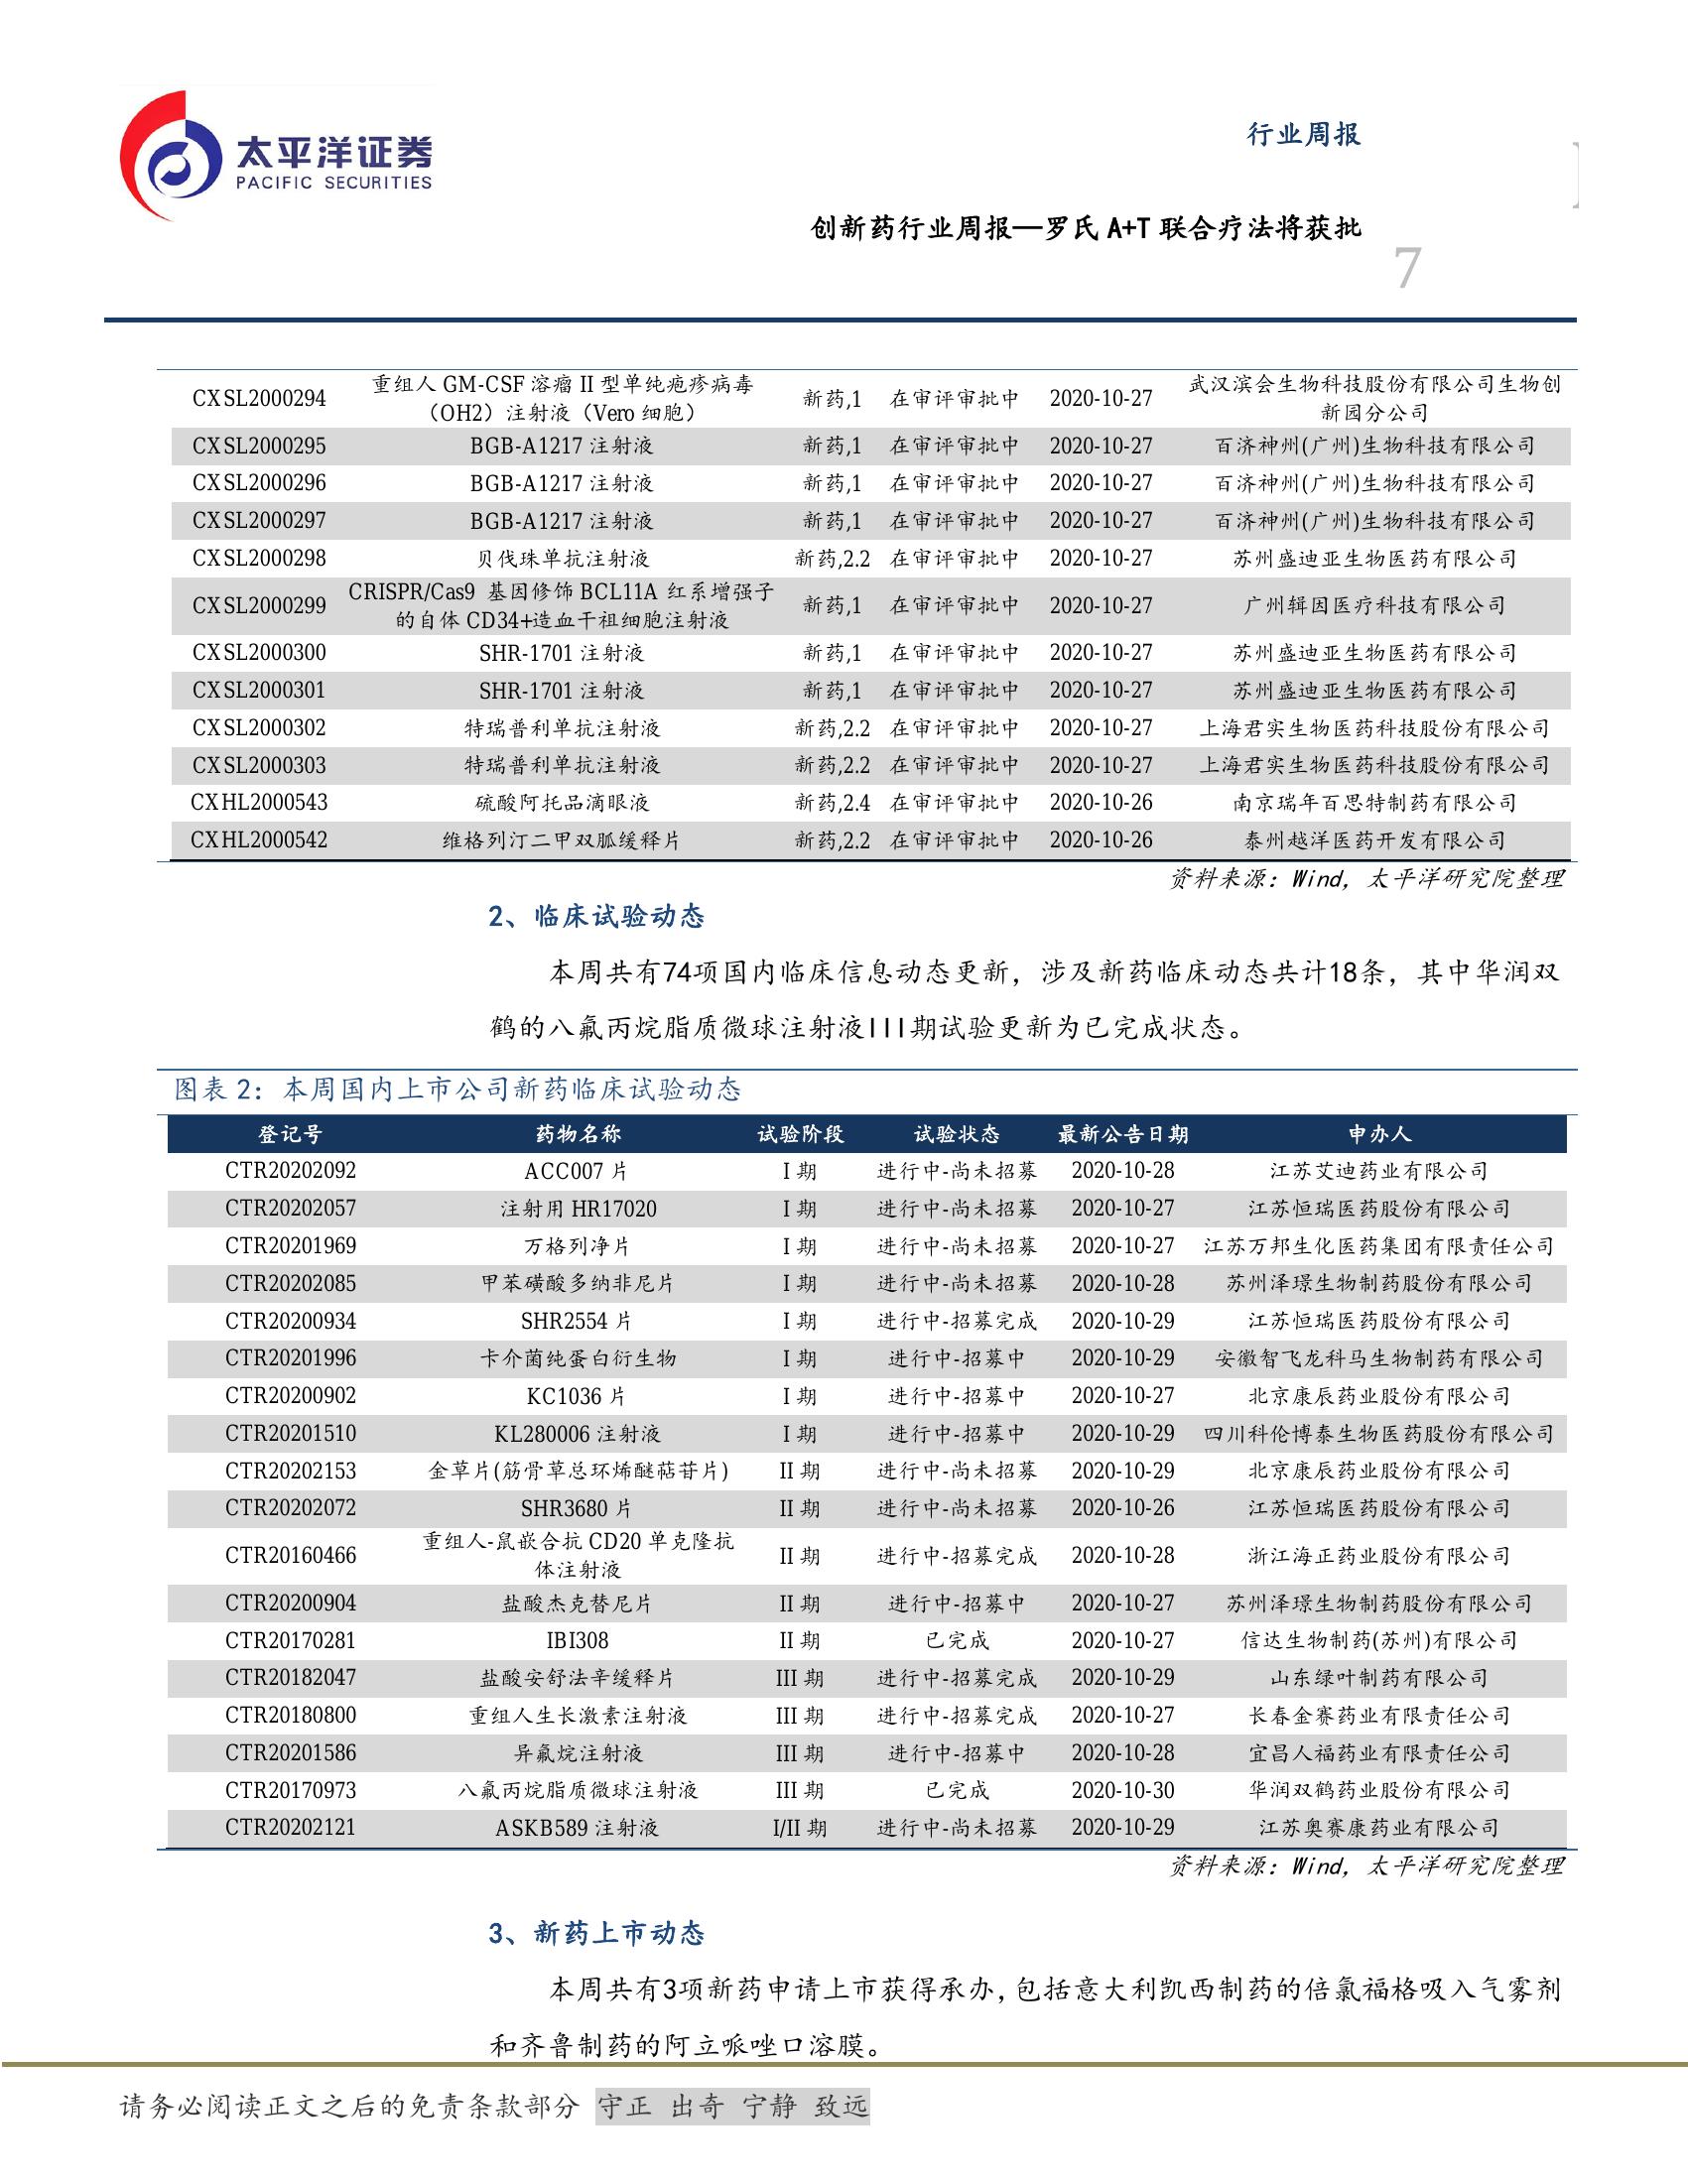 太平洋证券
PACIFIC SECURITIES
行业周报
创新药行业周报—罗氏 A+T 联合疗法将获批
7
CXSL2000294 重组人 GM-CSF 溶瘤 II 型单纯疱疹病毒（OH2）注射液（Vero 细胞） 新药,1 在审评审批中 2020-10-27 武汉滨会生物科技股份有限公司生物创新园分公司
CXSL2000295 BGB-A1217 注射液 新药,1 在审评审批中 2020-10-27 百济神州(广州)生物科技有限公司
CXSL2000296 BGB-A1217 注射液 新药,1 在审评审批中 2020-10-27 百济神州(广州)生物科技有限公司
CXSL2000297 BGB-A1217 注射液 新药,1 在审评审批中 2020-10-27 百济神州(广州)生物科技有限公司
CXSL2000298 贝伐珠单抗注射液 新药,2.2 在审评审批中 2020-10-27 苏州盛迪亚生物医药有限公司
CXSL2000299 CRISPR/Cas9 基因修饰 BCL11A 红系增强子的自体 CD34+造血干祖细胞注射液 新药,1 在审评审批中 2020-10-27 广州辑因医疗科技有限公司
CXSL2000300 SHR-1701 注射液 新药,1 在审评审批中 2020-10-27 苏州盛迪亚生物医药有限公司
CXSL2000301 SHR-1701 注射液 新药,1 在审评审批中 2020-10-27 苏州盛迪亚生物医药有限公司
CXSL2000302 特瑞普利单抗注射液 新药,2.2 在审评审批中 2020-10-27 上海君实生物医药科技股份有限公司
CXSL2000303 特瑞普利单抗注射液 新药,2.2 在审评审批中 2020-10-27 上海君实生物医药科技股份有限公司
CXHL2000543 硫酸阿托品滴眼液 新药,2.4 在审评审批中 2020-10-26 南京瑞年百思特制药有限公司
CXHL2000542 维格列汀二甲双胍缓释片 新药,2.2 在审评审批中 2020-10-26 泰州越洋医药开发有限公司
资料来源：Wind，太平洋研究院整理
2、临床试验动态
本周共有74项国内临床信息动态更新，涉及新药临床动态共计18条，其中华润双
鹤的八氟丙烷脂质微球注射液III期试验更新为已完成状态。
图表 2：本周国内上市公司新药临床试验动态
登记号 药物名称 试验阶段 试验状态 最新公告日期 申办人
CTR20202092 ACC007 片 I 期 进行中-尚未招募 2020-10-28 江苏艾迪药业有限公司
CTR20202057 注射用 HR17020 I 期 进行中-尚未招募 2020-10-27 江苏恒瑞医药股份有限公司
CTR20201969 万格列净片 I 期 进行中-尚未招募 2020-10-27 江苏万邦生化医药集团有限责任公司
CTR20202085 甲苯磺酸多纳非尼片 I 期 进行中-尚未招募 2020-10-28 苏州泽璟生物制药股份有限公司
CTR20200934 SHR2554 片 I 期 进行中-招募完成 2020-10-29 江苏恒瑞医药股份有限公司
CTR20201996 卡介菌纯蛋白衍生物 I 期 进行中-招募中 2020-10-29 安徽智飞龙科马生物制药有限公司
CTR20200902 KC1036 片 I 期 进行中-招募中 2020-10-27 北京康辰药业股份有限公司
CTR20201510 KL280006 注射液 I 期 进行中-招募中 2020-10-29 四川科伦博泰生物医药股份有限公司
CTR20202153 金草片(筋骨草总环烯醚萜苷片) II 期 进行中-尚未招募 2020-10-29 北京康辰药业股份有限公司
CTR20202072 SHR3680 片 II 期 进行中-尚未招募 2020-10-26 江苏恒瑞医药股份有限公司
CTR20160466 重组人-鼠嵌合抗 CD20 单克隆抗体注射液 II 期 进行中-招募完成 2020-10-28 浙江海正药业股份有限公司
CTR20200904 盐酸杰克替尼片 II 期 进行中-招募中 2020-10-27 苏州泽璟生物制药股份有限公司
CTR20170281 IBI308 II 期 已完成 2020-10-27 信达生物制药(苏州)有限公司
CTR20182047 盐酸安舒法辛缓释片 III 期 进行中-招募完成 2020-10-29 山东绿叶制药有限公司
CTR20180800 重组人生长激素注射液 III 期 进行中-招募完成 2020-10-27 长春金赛药业有限责任公司
CTR20201586 异氟烷注射液 III 期 进行中-招募中 2020-10-28 宜昌人福药业有限责任公司
CTR20170973 八氟丙烷脂质微球注射液 III 期 已完成 2020-10-30 华润双鹤药业股份有限公司
CTR20202121 ASKB589 注射液 I/II 期 进行中-尚未招募 2020-10-29 江苏奥赛康药业有限公司
资料来源：Wind，太平洋研究院整理
3、新药上市动态
本周共有3项新药申请上市获得承办，包括意大利凯西制药的倍氯福格吸入气雾剂
和齐鲁制药的阿立哌唑口溶膜。
请务必阅读正文之后的免责条款部分 守正 出奇 宁静 致远